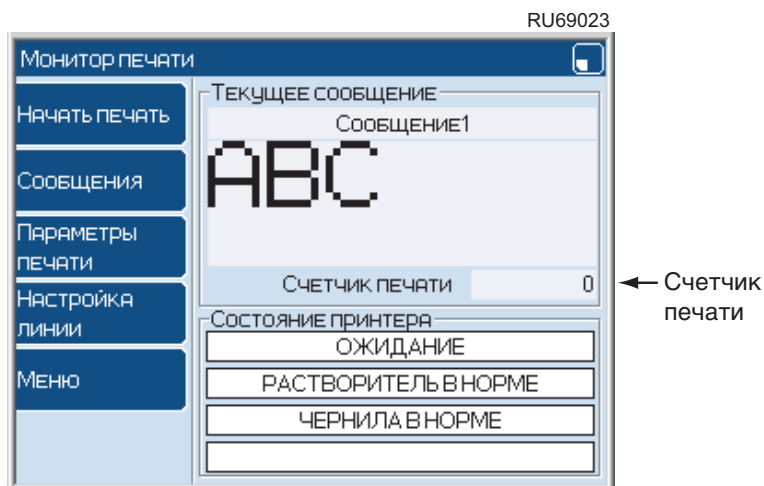 RU69023
Монитор печати
Начать печать
Сообщения
Параметры
печати
Настройка
линии
Меню
Текущее сообщение
Сообщение1
ABC
Счетчик печати 0
Состояние принтера
ОЖИДАНИЕ
РАСТВОРИТЕЛЬ В НОРМЕ
ЧЕРНИЛА В НОРМЕ
Счетчик
печати